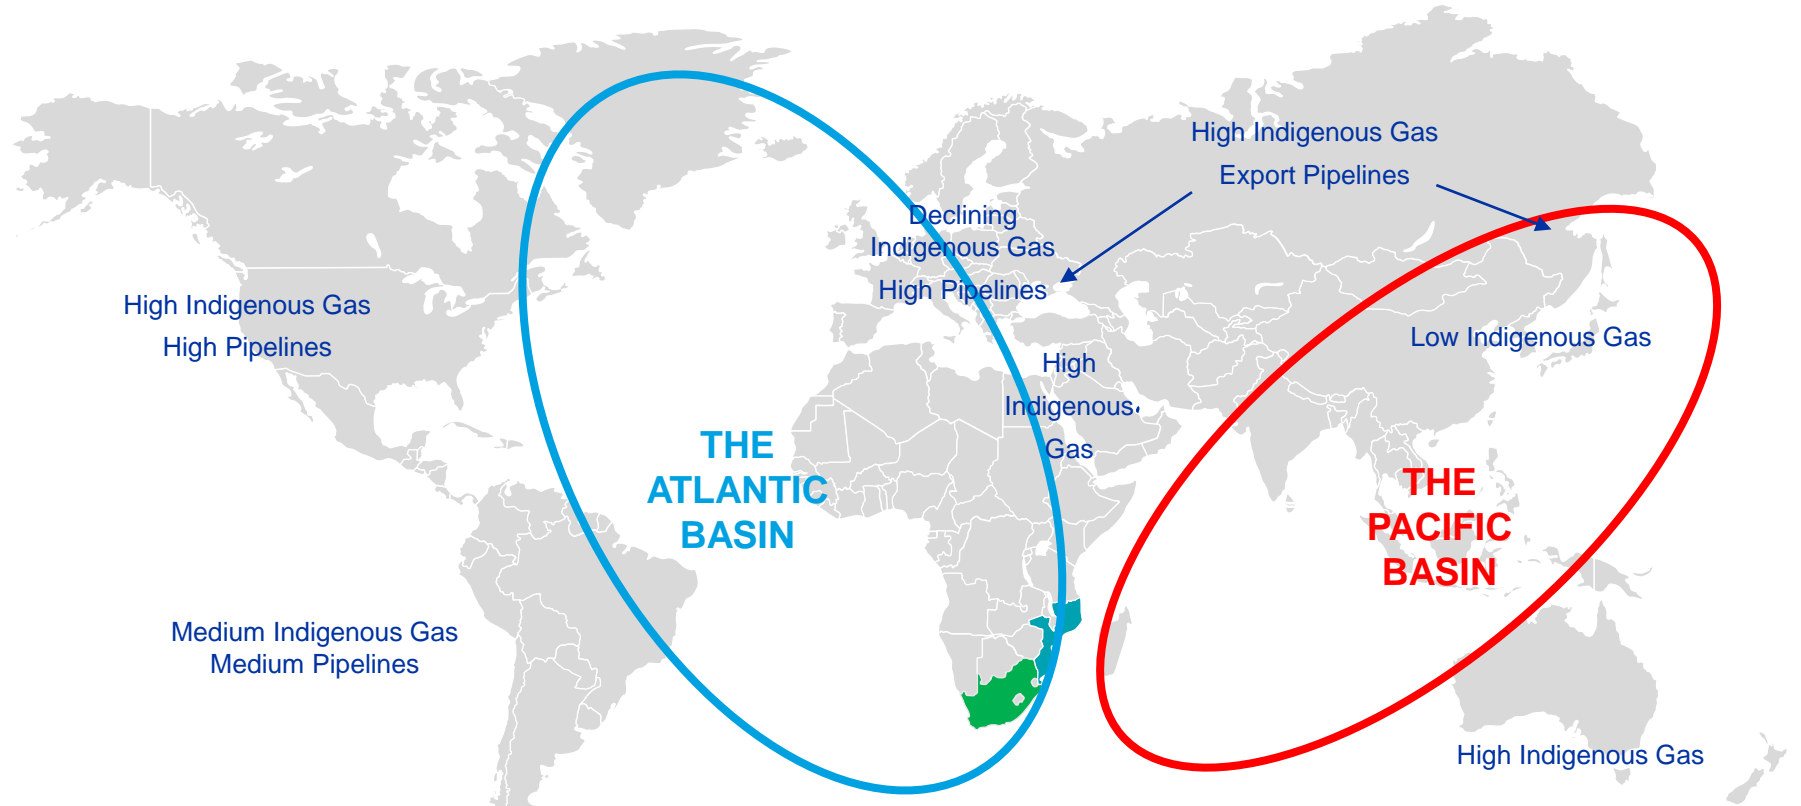 High Indigenous Gas
Export Pipelines
Declining
Indigenous Gas
High Pipelines
High Indigenous Gas
High Pipelines
Low Indigenous Gas
High
Indigenous
Gas
THE
ATLANTIC
BASIN
THE
PACIFIC
BASIN
Medium Indigenous Gas
Medium Pipelines
High Indigenous Gas